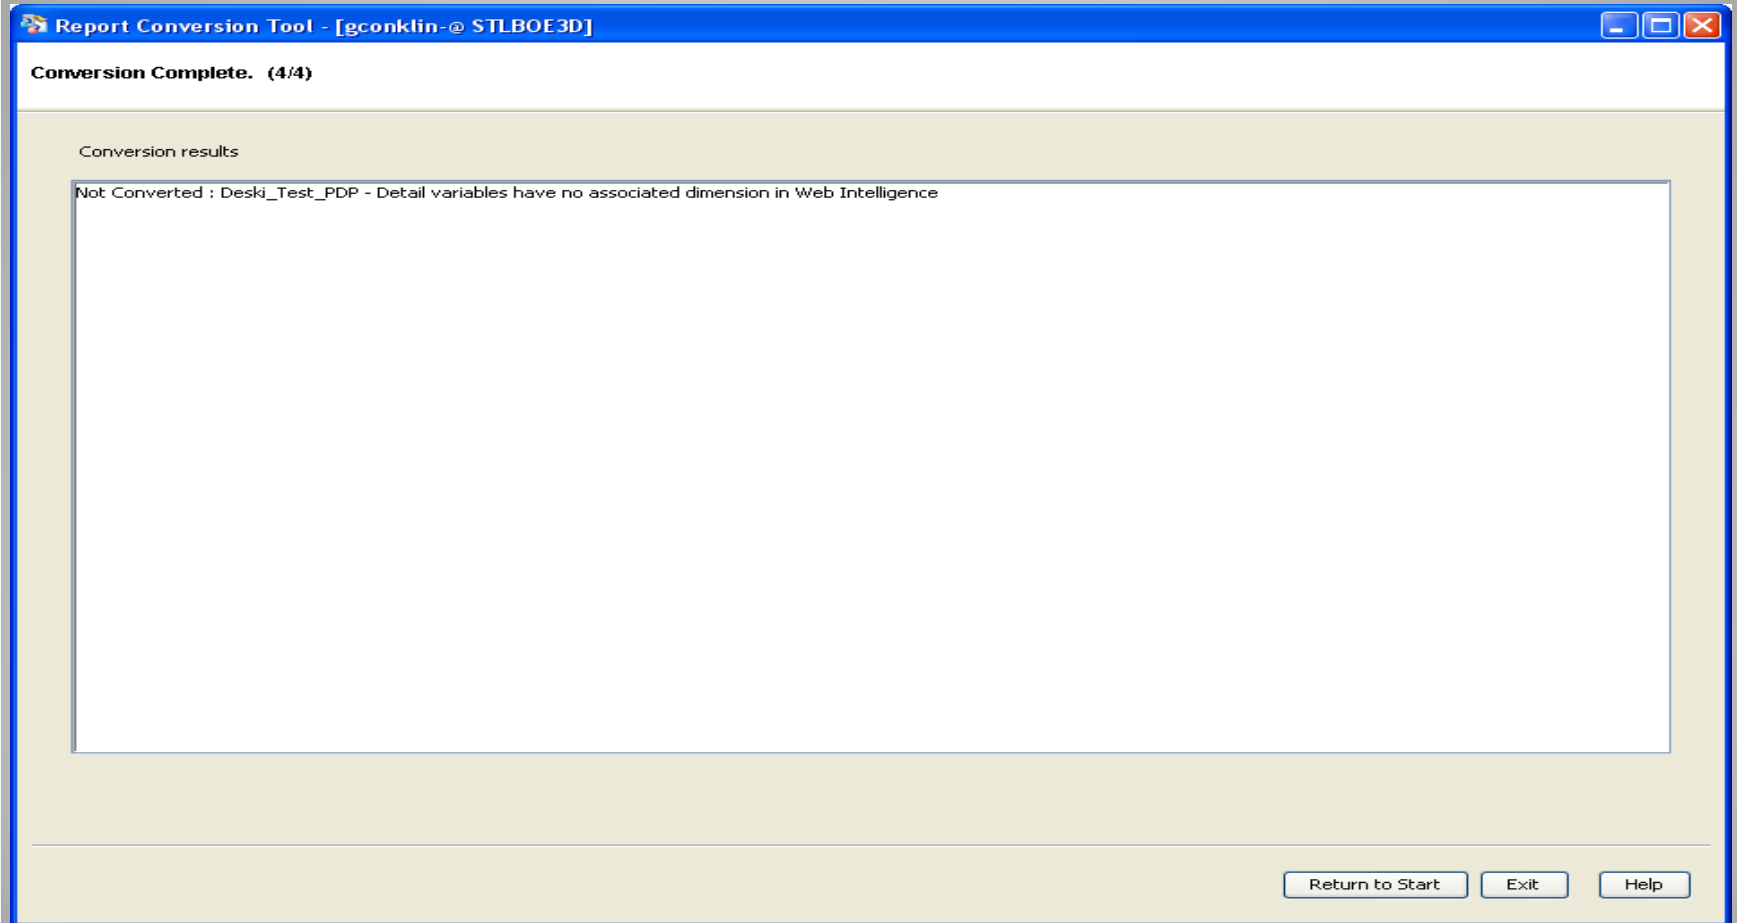 Report Conversion Tool - [gconklin-@ STLBOE3D]
Conversion Complete. (4/4)
Conversion results
Not Converted : Deski_Test_PDP - Detail variables have no associated dimension in Web Intelligence
Return to Start Exit Help